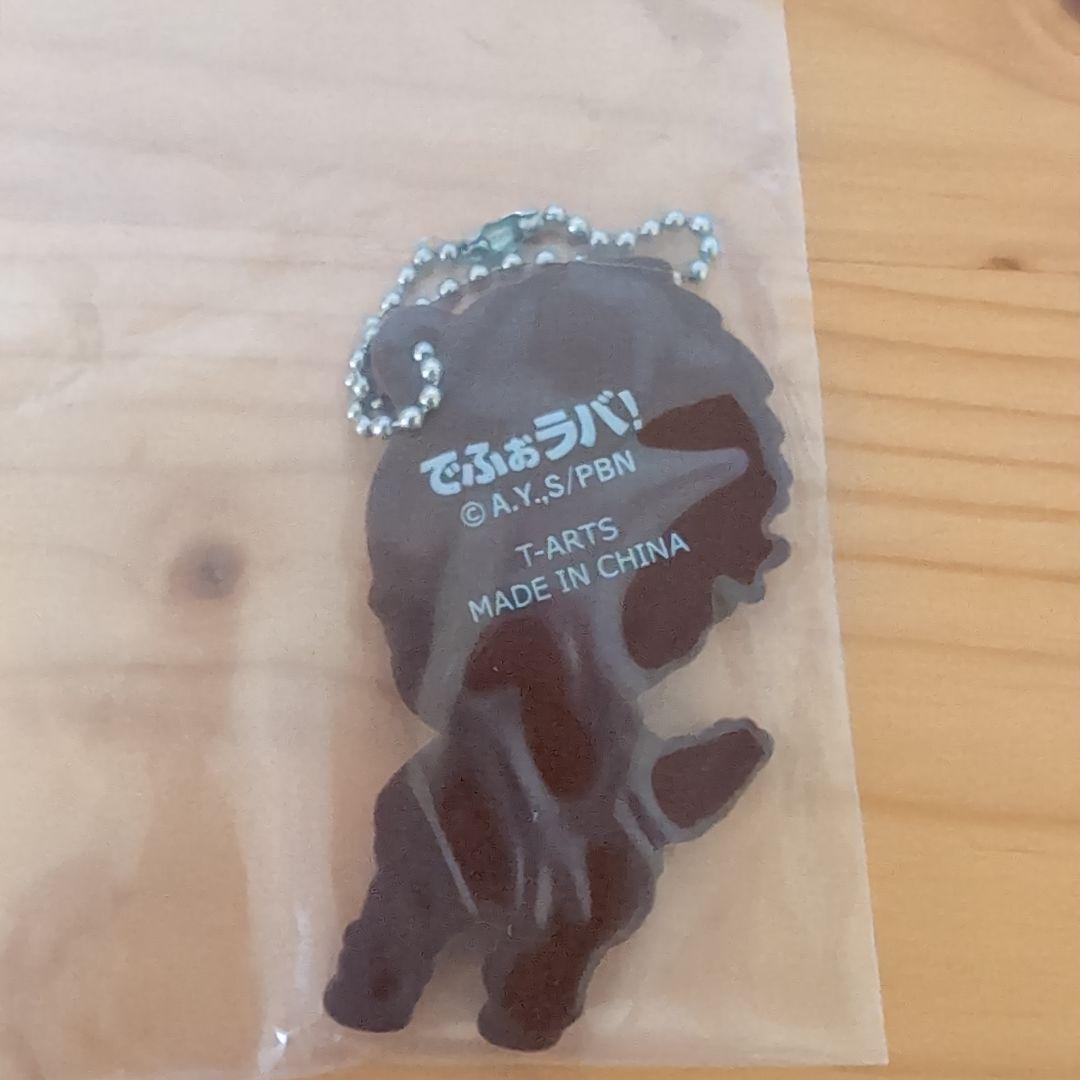 でふぉラバ!
©A.Y.,S/PBN
T-ARTS
MADE IN CHINA